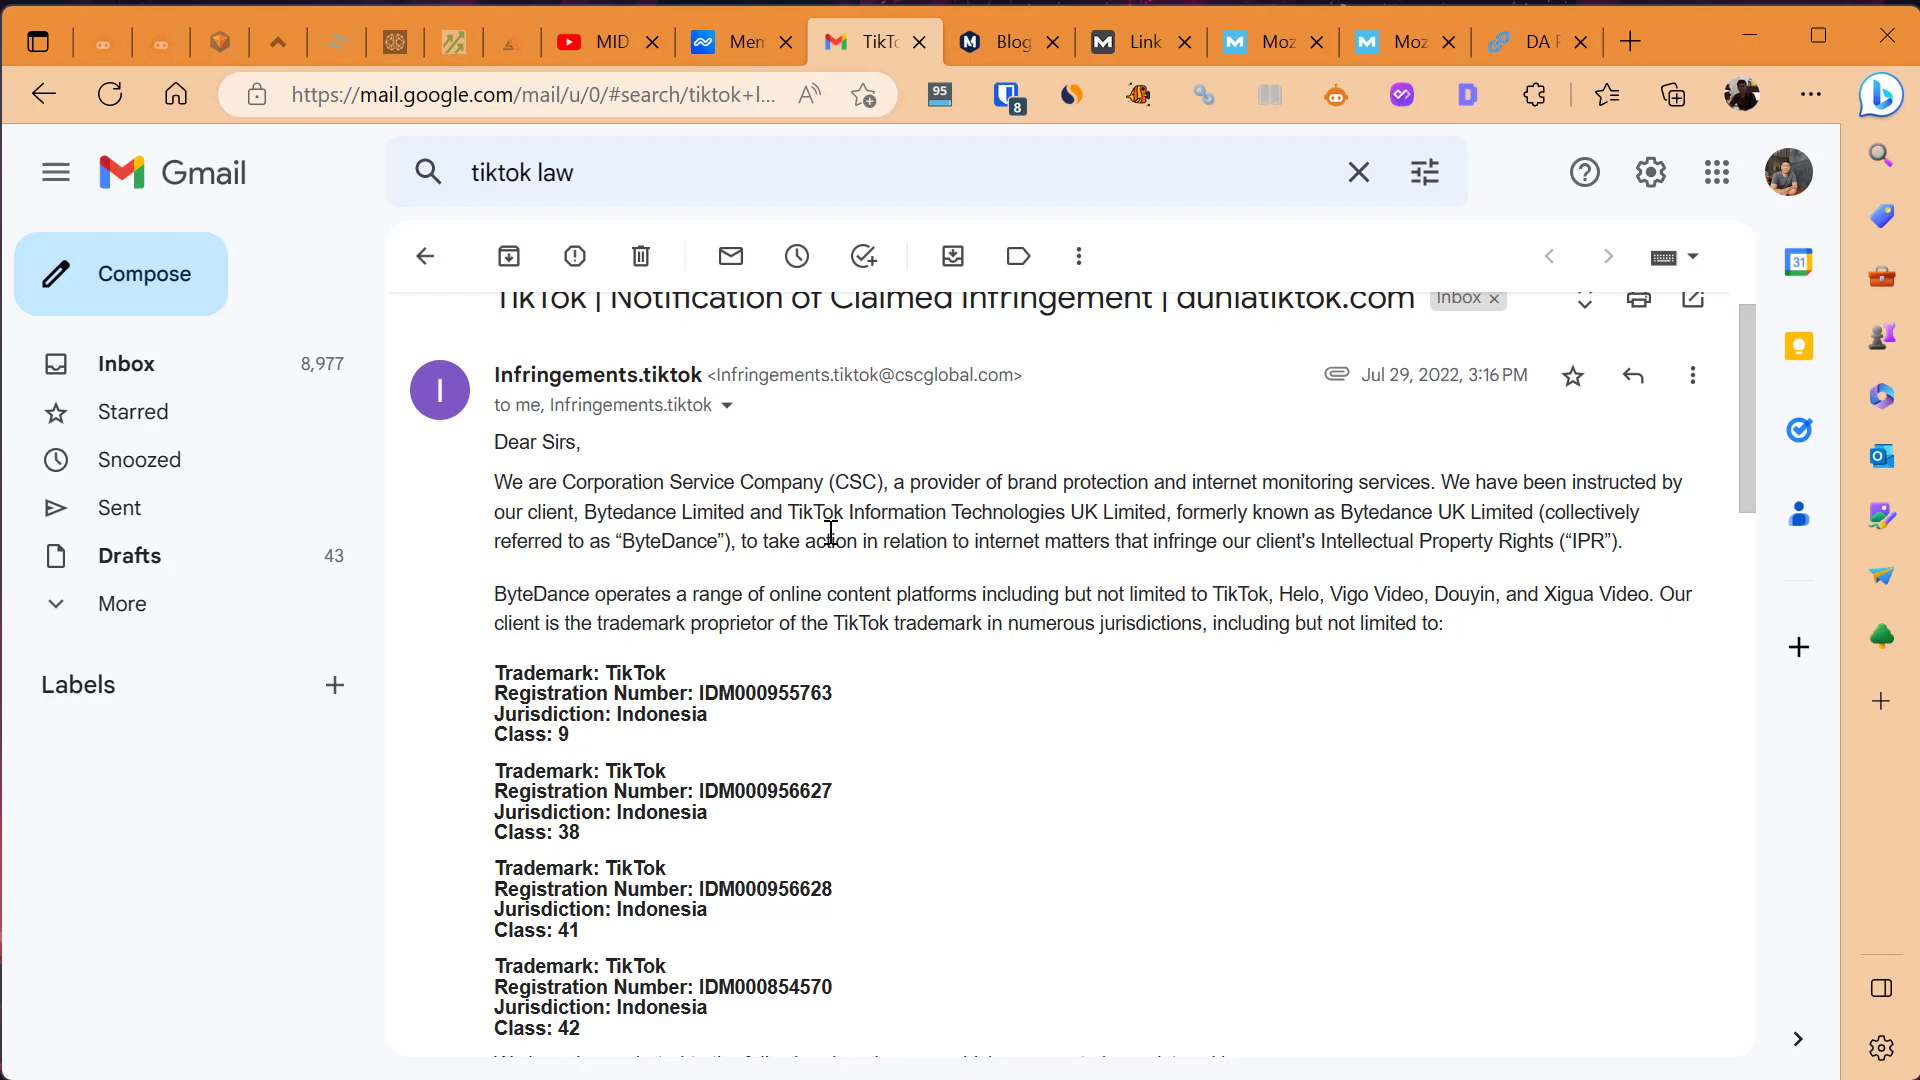 MID
Men
TikTo
Blog
Link
Moz
Moz
DA
https://mail.google.com/mail/u/0/#search/tiktok+l...
95
8
Gmail
tiktok law
Compose
Inbox 8,977
Starred
Snoozed
Sent
Drafts 43
More
Labels
31
TikTok | Notification of Claimed Infringement | duniatiktok.com Inbox
I
Infringements.tiktok <Infringements.tiktok@cscglobal.com> Jul 29, 2022, 3:16 PM
to me, Infringements.tiktok
Dear Sirs,
We are Corporation Service Company (CSC), a provider of brand protection and internet monitoring services. We have been instructed by
our client, Bytedance Limited and TikTok Information Technologies UK Limited, formerly known as Bytedance UK Limited (collectively
referred to as “ByteDance”), to take action in relation to internet matters that infringe our client's Intellectual Property Rights (“IPR”).
ByteDance operates a range of online content platforms including but not limited to TikTok, Helo, Vigo Video, Douyin, and Xigua Video. Our
client is the trademark proprietor of the TikTok trademark in numerous jurisdictions, including but not limited to:
Trademark: TikTok
Registration Number: IDM000955763
Jurisdiction: Indonesia
Class: 9
Trademark: TikTok
Registration Number: IDM000956627
Jurisdiction: Indonesia
Class: 38
Trademark: TikTok
Registration Number: IDM000956628
Jurisdiction: Indonesia
Class: 41
Trademark: TikTok
Registration Number: IDM000854570
Jurisdiction: Indonesia
Class: 42